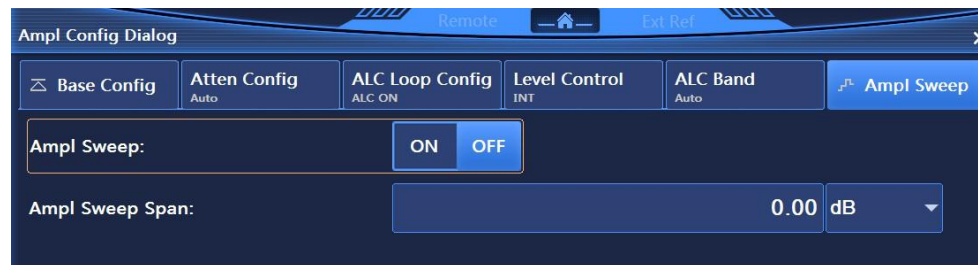 Remote Ext Ref
Ampl Config Dialog
Base Config Atten Config ALC Loop Config Level Control ALC Band Ampl Sweep
Auto ALC ON INT Auto
Ampl Sweep: ON OFF
Ampl Sweep Span: 0.00 dB